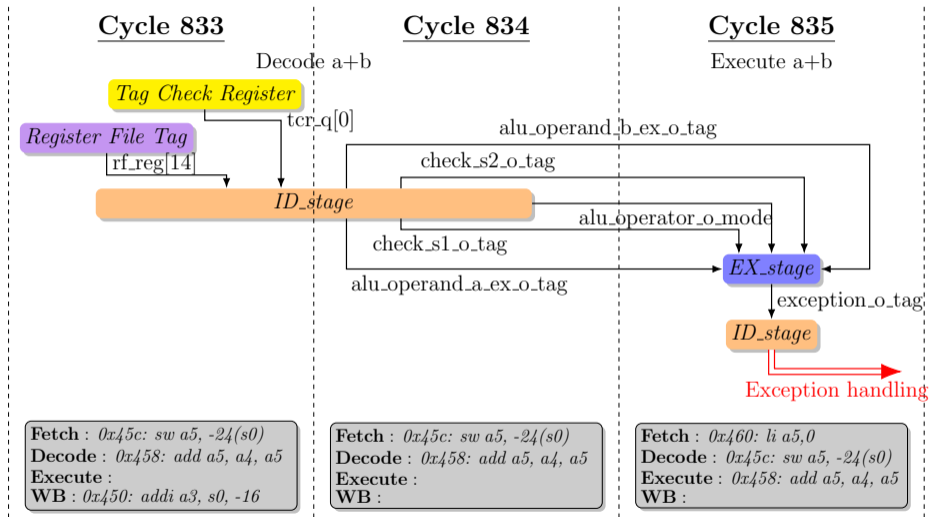 Cycle 833
Cycle 834
Cycle 835
Decode a+b
Execute a+b
Tag Check Register
tcr_q[0]
Register File Tag
rf_reg[14]
alu_operand_b_ex_o_tag
check_s2_o_tag
ID_stage
alu_operator_o_mode
check_s1_o_tag
EX_stage
alu_operand_a_ex_o_tag
exception_o_tag
ID_stage
Exception handling
Fetch : 0x45c: sw a5, -24(s0)
Decode : 0x458: add a5, a4, a5
Execute :
WB : 0x450: addi a3, s0, -16
Fetch : 0x45c: sw a5, -24(s0)
Decode : 0x458: add a5, a4, a5
Execute :
WB :
Fetch : 0x460: li a5,0
Decode : 0x45c: sw a5, -24(s0)
Execute : 0x458: add a5, a4, a5
WB :